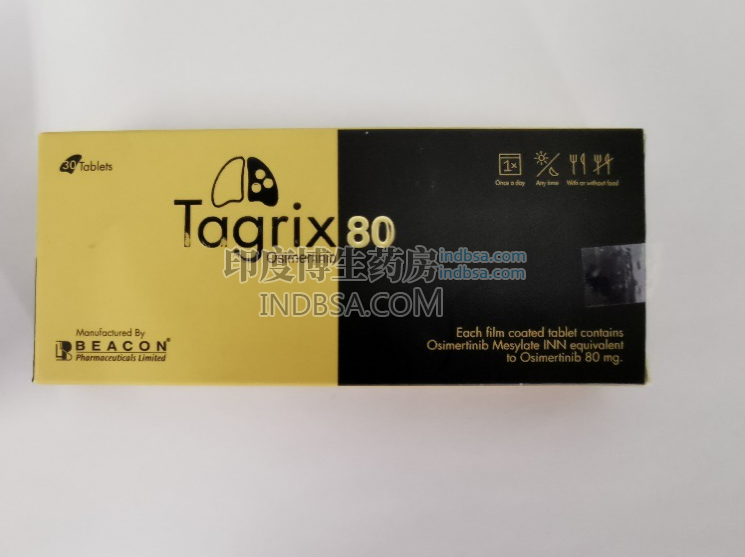 30 Tablets
1x
Once a day
Any time
With or without food
Tagrix 80
Osimertinib
indbsa.com
indbsa.com
印度博生药房
INDBSA.COM
Manufactured By
BEACON®
Pharmaceuticals Limited
Each film coated tablet contains
Osimertinib Mesylate INN equivalent
to Osimertinib 80 mg.